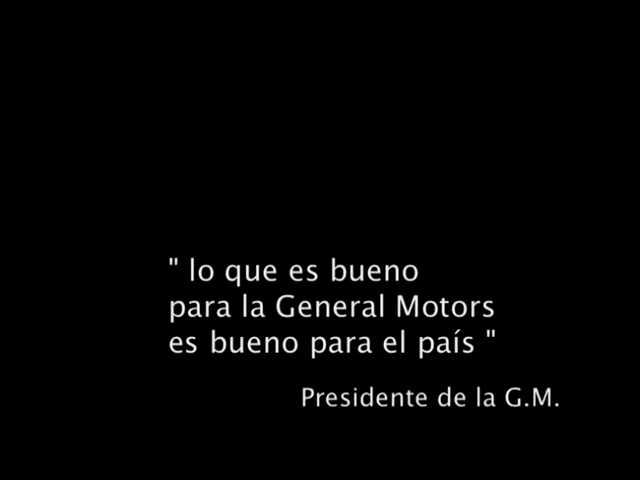 " lo que es bueno
para la General Motors
es bueno para el país "
Presidente de la G.M.